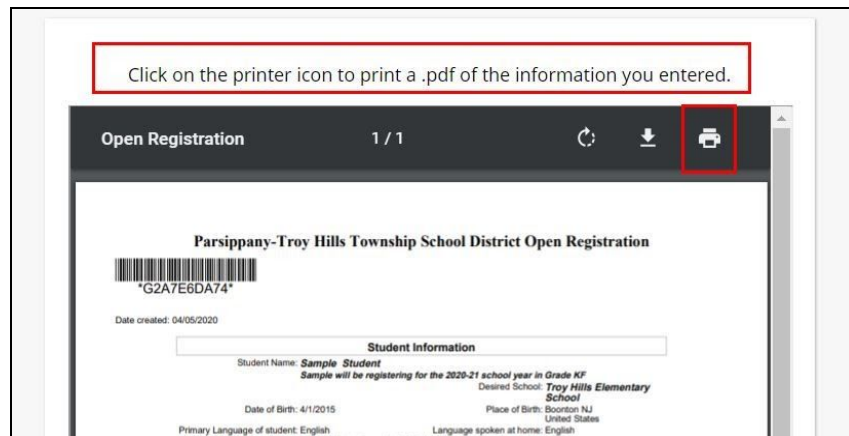 Click on the printer icon to print a .pdf of the information you entered.
Open Registration 1 / 1
Parsippany-Troy Hills Township School District Open Registration
*G2A7E6DA74*
Date created: 04/05/2020
Student Information
Student Name: Sample Student
Sample will be registering for the 2020-21 school year in Grade KF
Desired School: Troy Hills Elementary
School
Date of Birth: 4/1/2015 Place of Birth: Boonton NJ
United States
Primary Language of student: English Language spoken at home: English